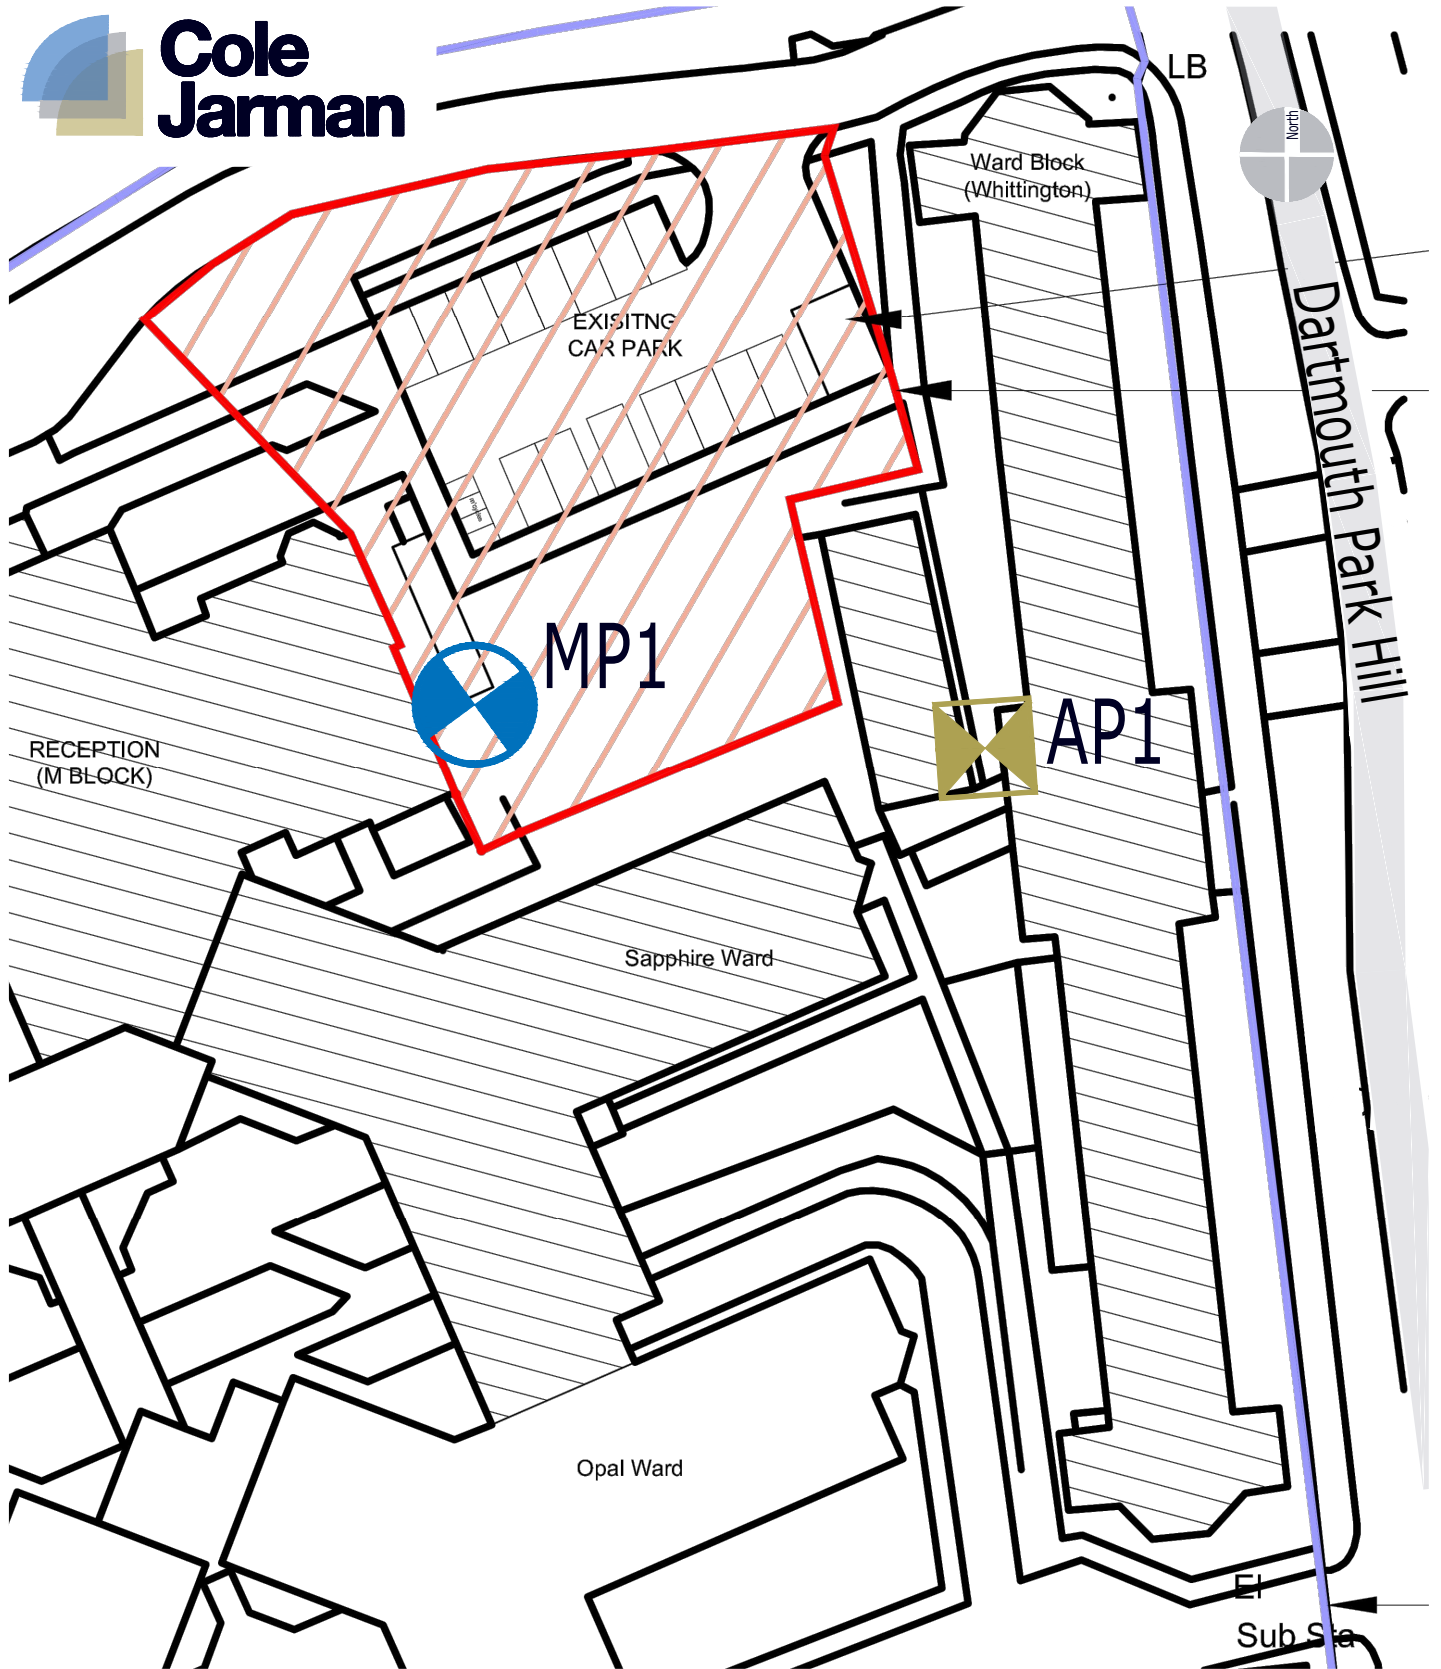 Cole
Jarman
LB
North
Ward Block
(Whittington)
EXISITNG
CAR PARK
Dartmouth Park Hill
MP1
AP1
RECEPTION
(M BLOCK)
Sapphire Ward
Opal Ward
El
Sub Sta